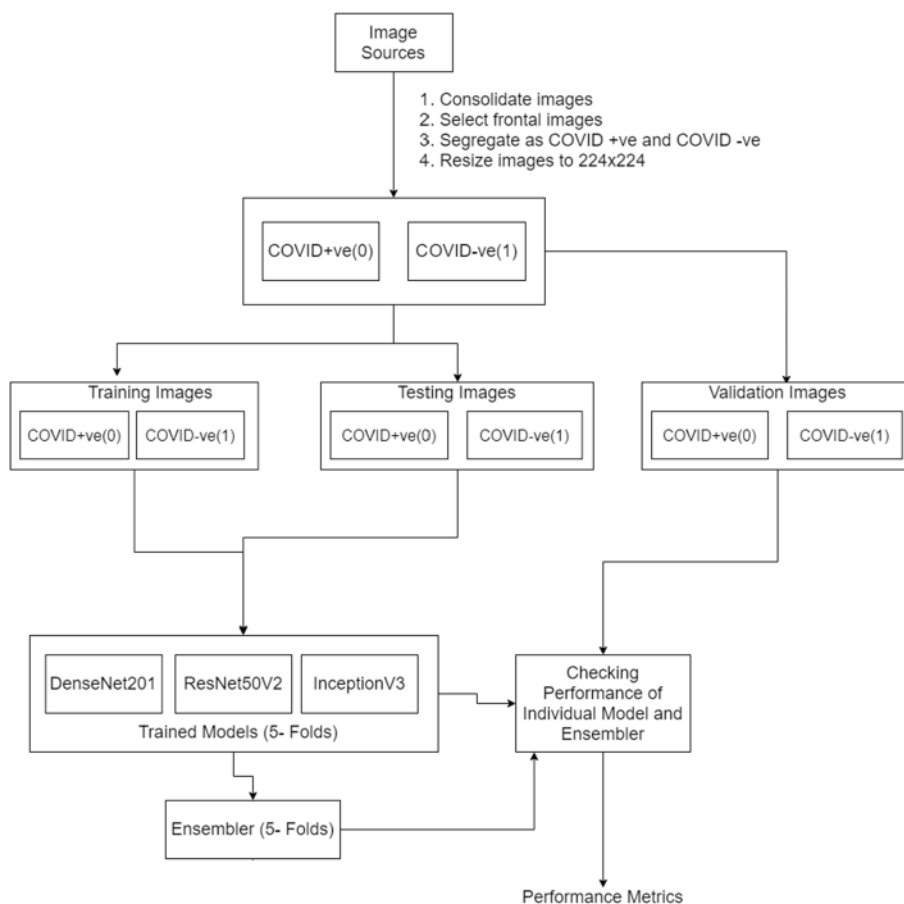 Image
Sources
1. Consolidate images
2. Select frontal images
3. Segregate as COVID +ve and COVID -ve
4. Resize images to 224x224
COVID+ve(0)
COVID-ve(1)
Training Images
COVID+ve(0)
COVID-ve(1)
Testing Images
COVID+ve(0)
COVID-ve(1)
Validation Images
COVID+ve(0)
COVID-ve(1)
DenseNet201
ResNet50V2
InceptionV3
Trained Models (5- Folds)
Checking
Performance of
Individual Model and
Ensembler
Ensembler (5- Folds)
Performance Metrics